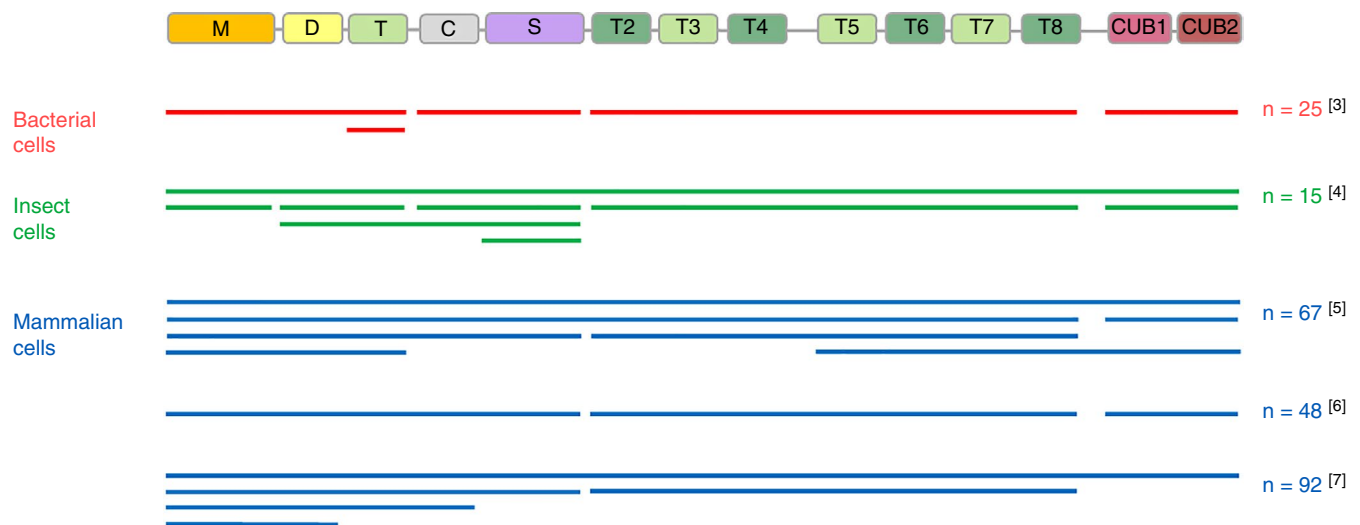 M D T C S T2 T3 T4 T5 T6 T7 T8 CUB1 CUB2
Bacterial
cells
n = 25 [3]
Insect
cells
n = 15 [4]
Mammalian
cells
n = 67 [5]
n = 48 [6]
n = 92 [7]